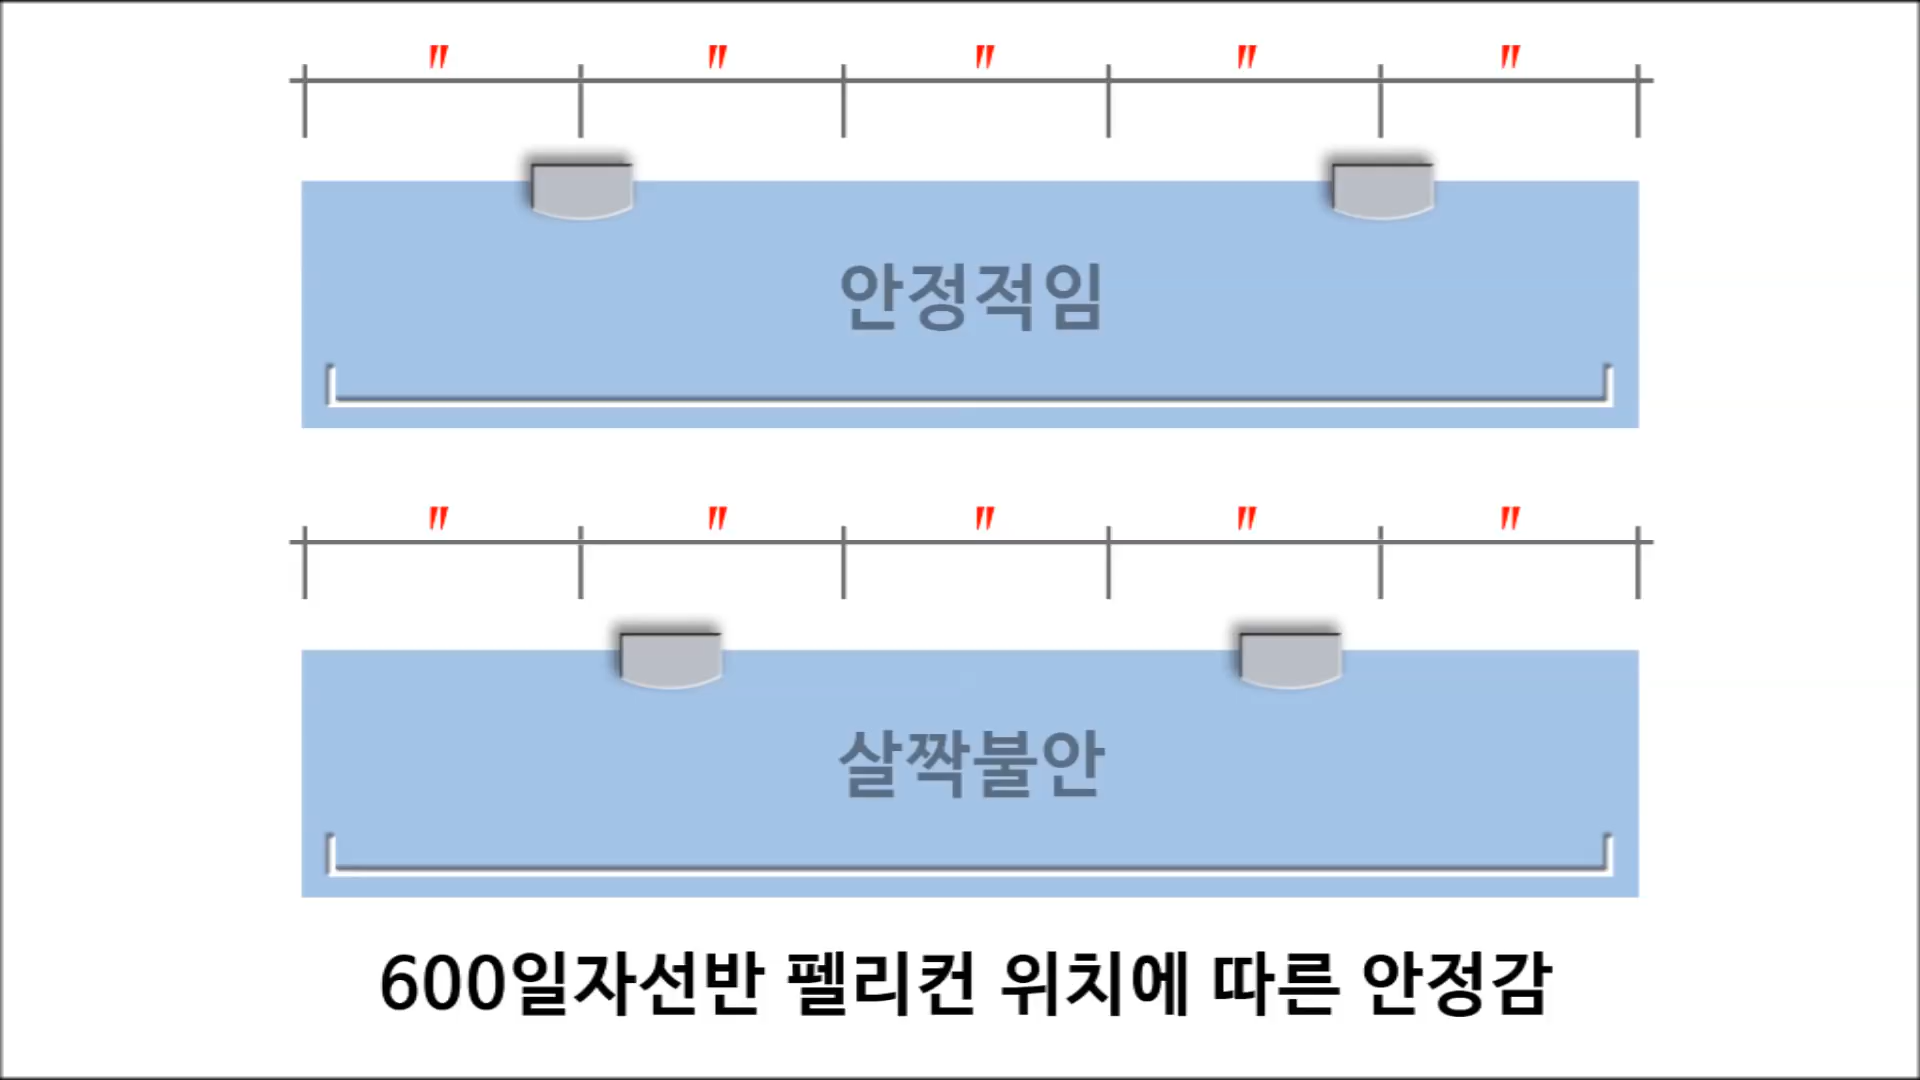 " " " " "
안정적임
" " " " "
살짝불안
600일자선반 펠리컨 위치에 따른 안정감